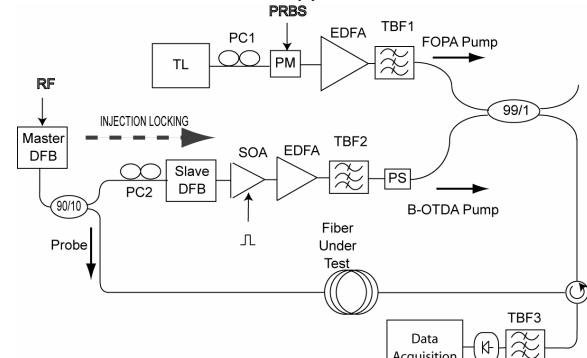 PRBS
PC1
EDFA
TBF1
FOPA Pump
TL
PM
RF
99/1
INJECTION LOCKING
Master
DFB
SOA
EDFA
TBF2
Slave
DFB
PS
PC2
90/10
B-OTDA Pump
Probe
Fiber
Under
Test
TBF3
Data
Acquisition